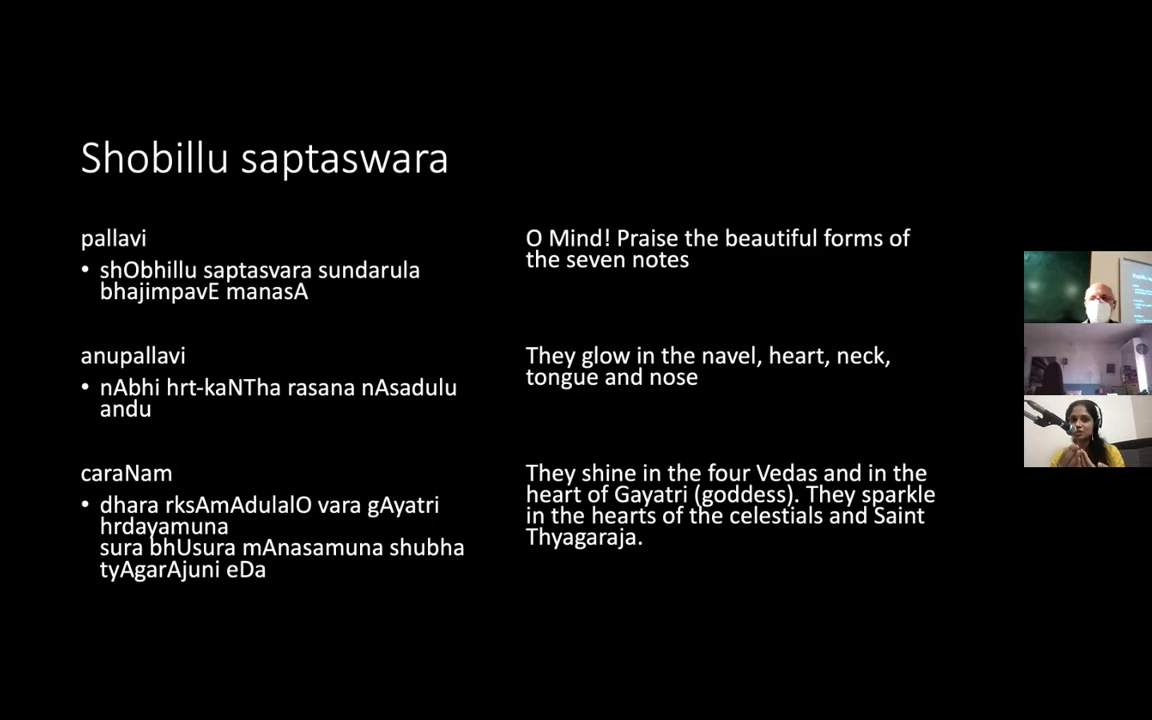 Shobillu saptaswara
pallavi
• shObhillu saptasvara sundarula
bhajimpavE manasA
anupallavi
• nAbhi hrt-kaNTha rasana nAsadulu
andu
caraNam
• dhara rksAmAdulalO vara gAyatri
hrdayamuna
sura bhUsura mAnasamuna shubha
tyAgarAjuni eDa
O Mind! Praise the beautiful forms of
the seven notes
They glow in the navel, heart, neck,
tongue and nose
They shine in the four Vedas and in the
heart of Gayatri (goddess). They sparkle
in the hearts of the celestials and Saint
Thyagaraja.